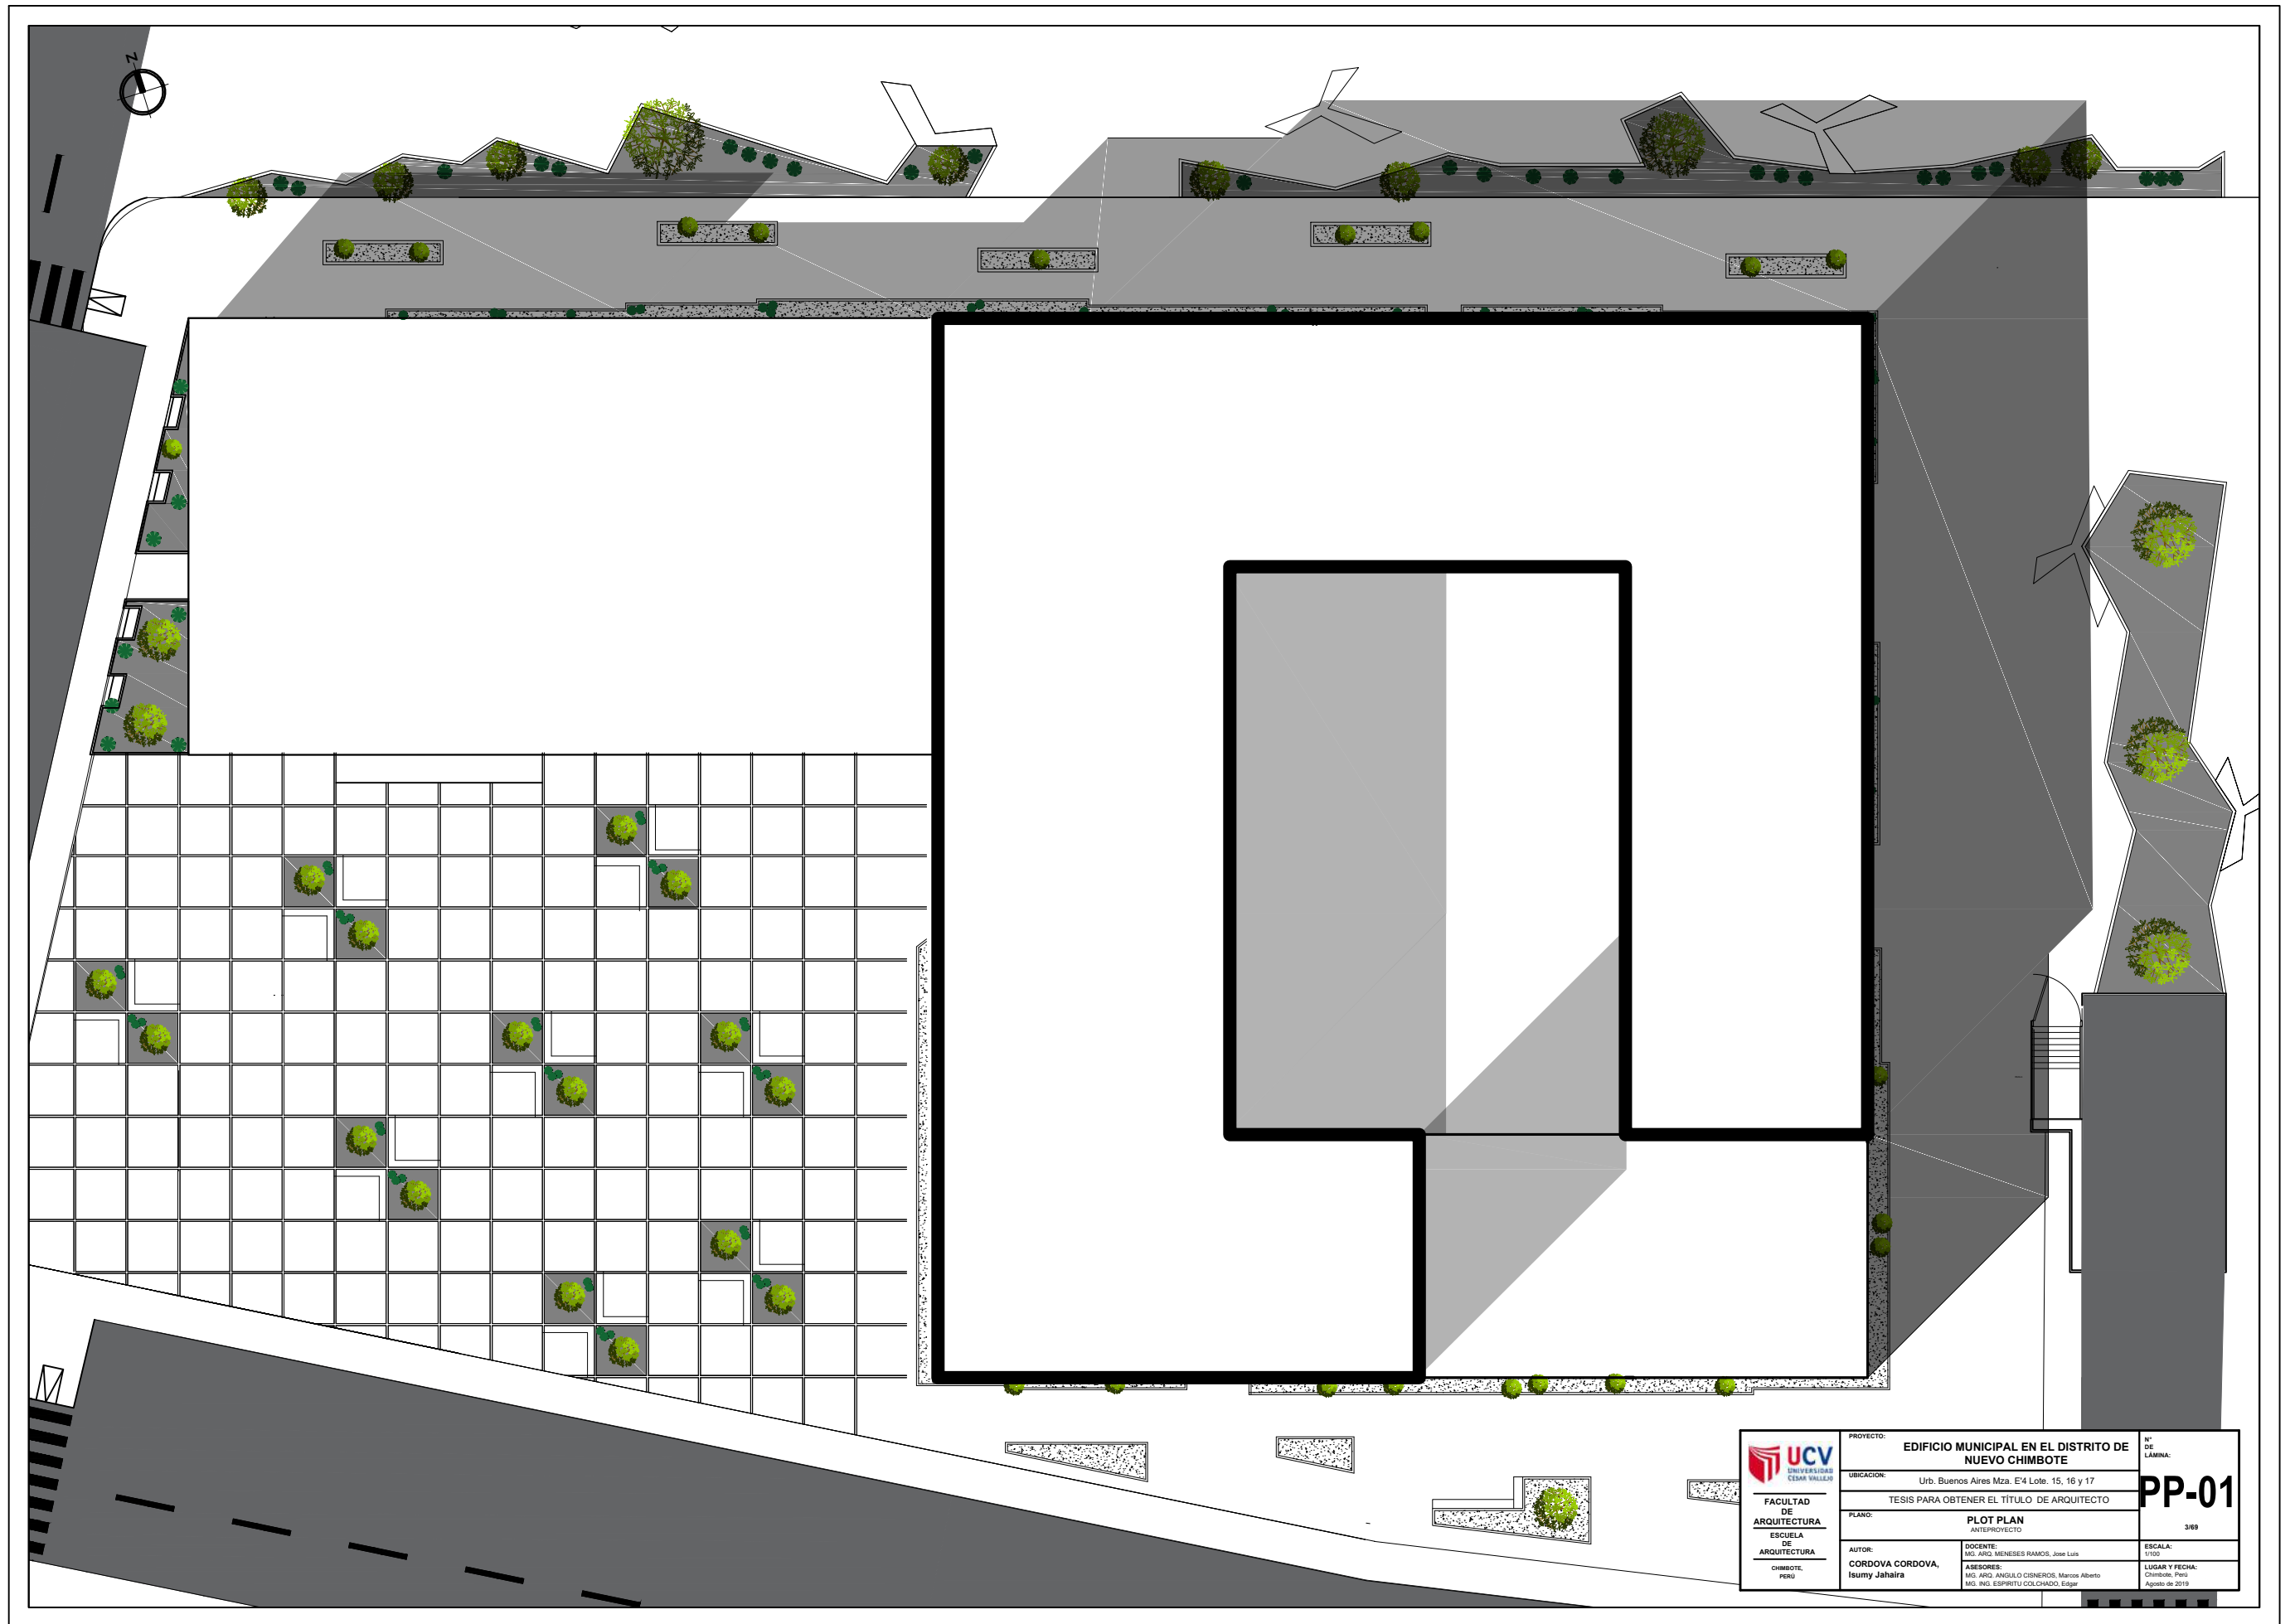 N
UCV
UNIVERSIDAD
CÉSAR VALLEJO
FACULTAD
DE
ARQUITECTURA
ESCUELA
DE
ARQUITECTURA
CHIMBOTE,
PERÚ
PROYECTO:
EDIFICIO MUNICIPAL EN EL DISTRITO DE
NUEVO CHIMBOTE
UBICACIÓN:
Urb. Buenos Aires Mza. E'4 Lote. 15, 16 y 17
TESIS PARA OBTENER EL TÍTULO DE ARQUITECTO
PLANO:
PLOT PLAN
ANTEPROYECTO
AUTOR:
CORDOVA CORDOVA,
Isumy Jahaira
DOCENTE:
MG. ARQ. MENESES RAMOS, Jose Luis
ASESORES:
MG. ARQ. ANGULO CISNEROS, Marcos Alberto
MG. ING. ESPIRITU COLCHADO, Edgar
N°
DE
LÁMINA:
PP-01
3/69
ESCALA:
1/100
LUGAR Y FECHA:
Chimbote, Perú
Agosto de 2019